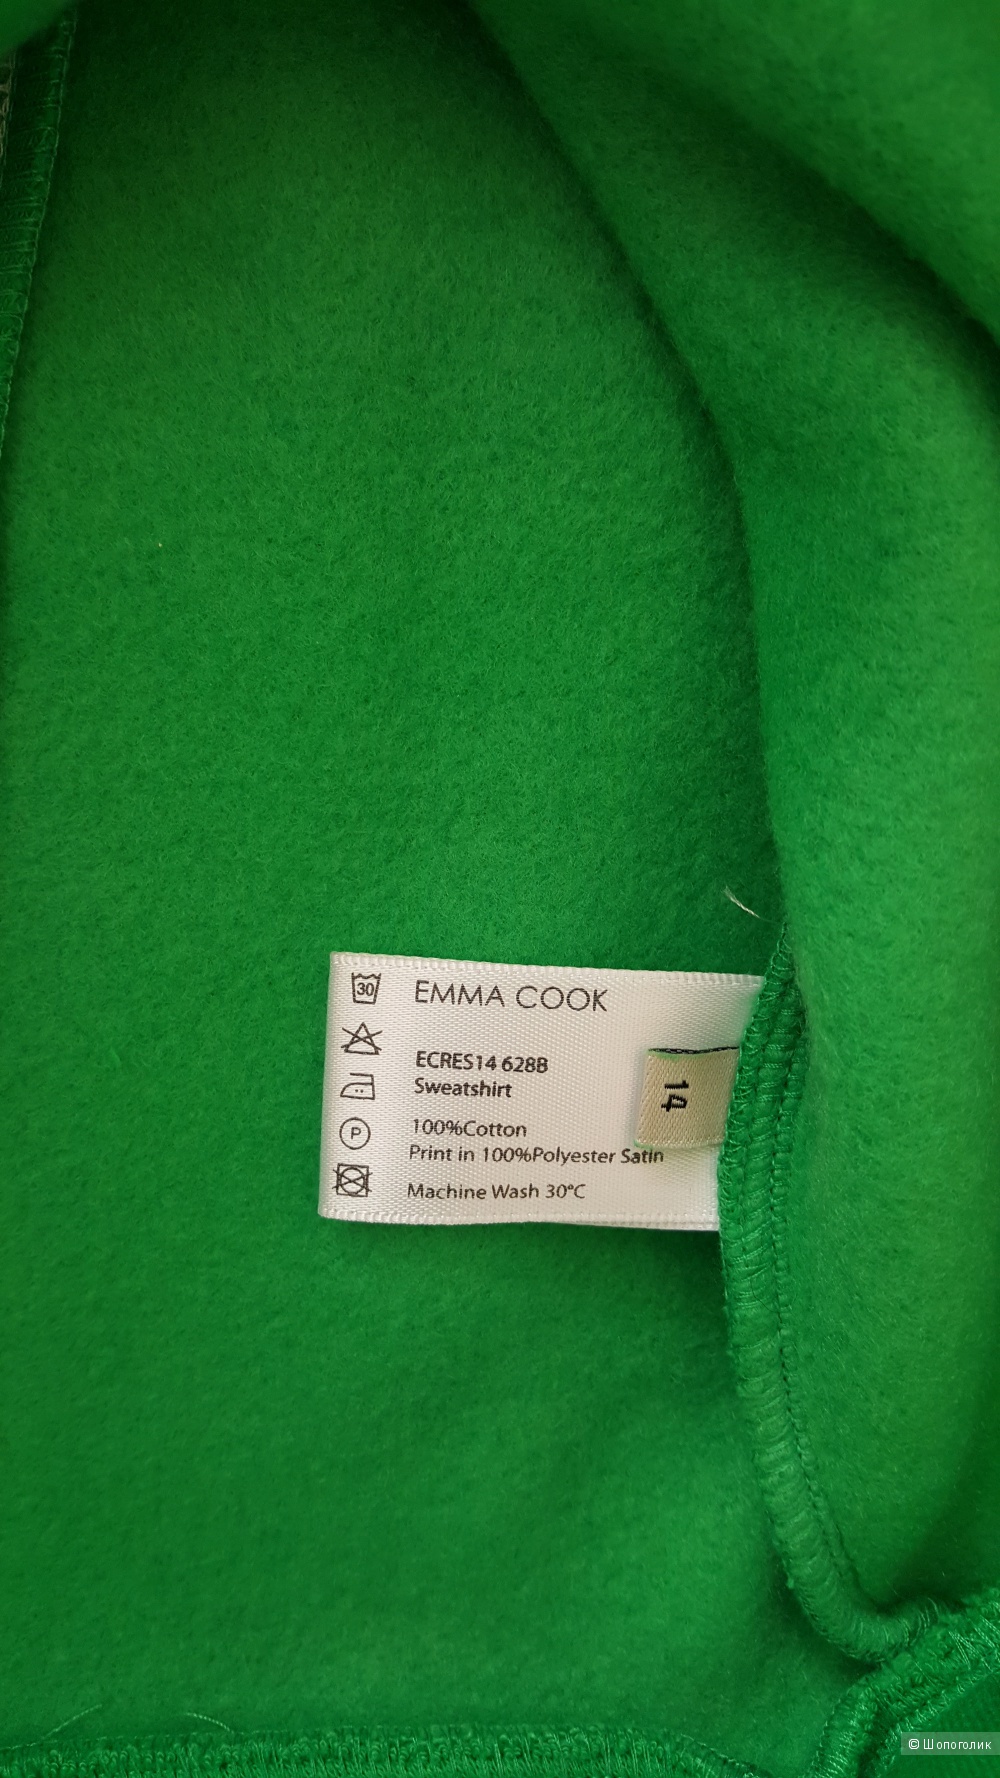 30
EMMA COOK
ECRES14 628B
Sweatshirt
14
P
100%Cotton
Print in 100%Polyester Satin
Machine Wash 30°C
© Шопоголик